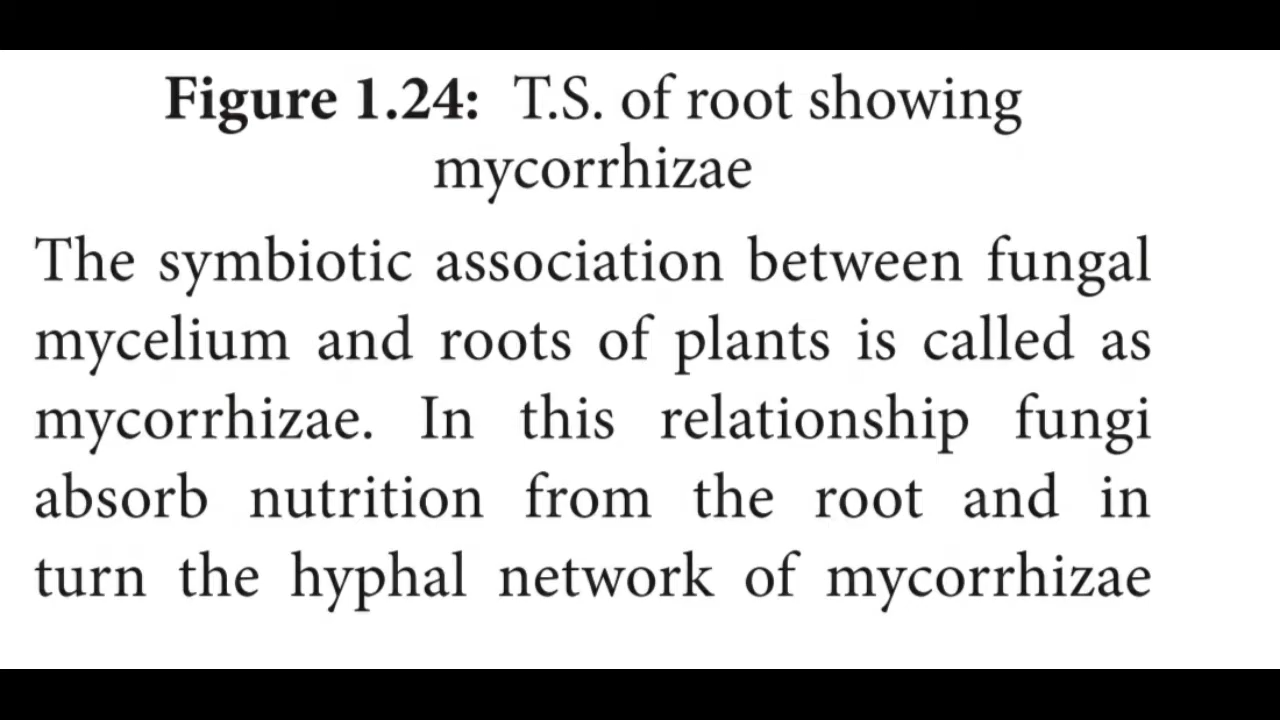 Figure 1.24: T.S. of root showing
mycorrhizae
The symbiotic association between fungal
mycelium and roots of plants is called as
mycorrhizae. In this relationship fungi
absorb nutrition from the root and in
turn the hyphal network of mycorrhizae